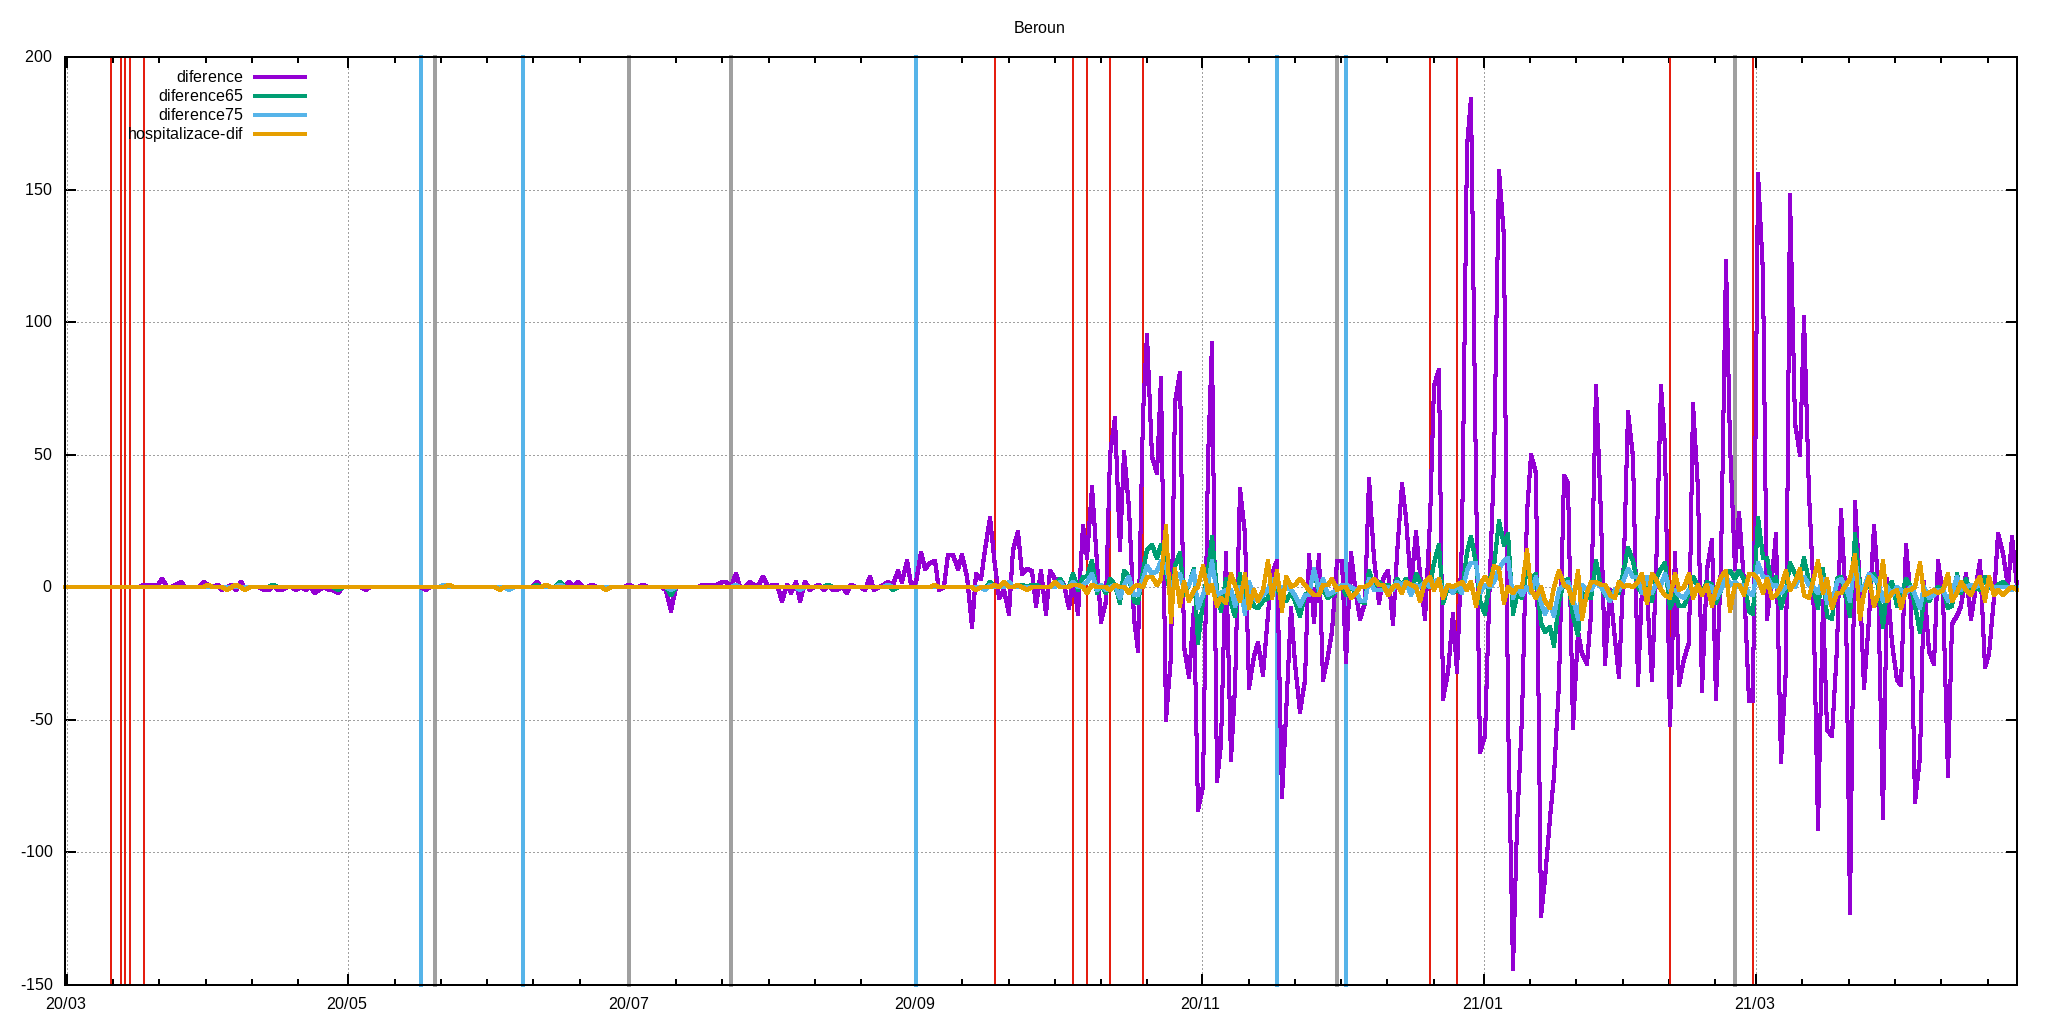 Beroun
200
150
100
50
0
-50
-100
-150
diference
diference65
diference75
hospitalizace-dif
20/03 20/05 20/07 20/09 20/11 21/01 21/03